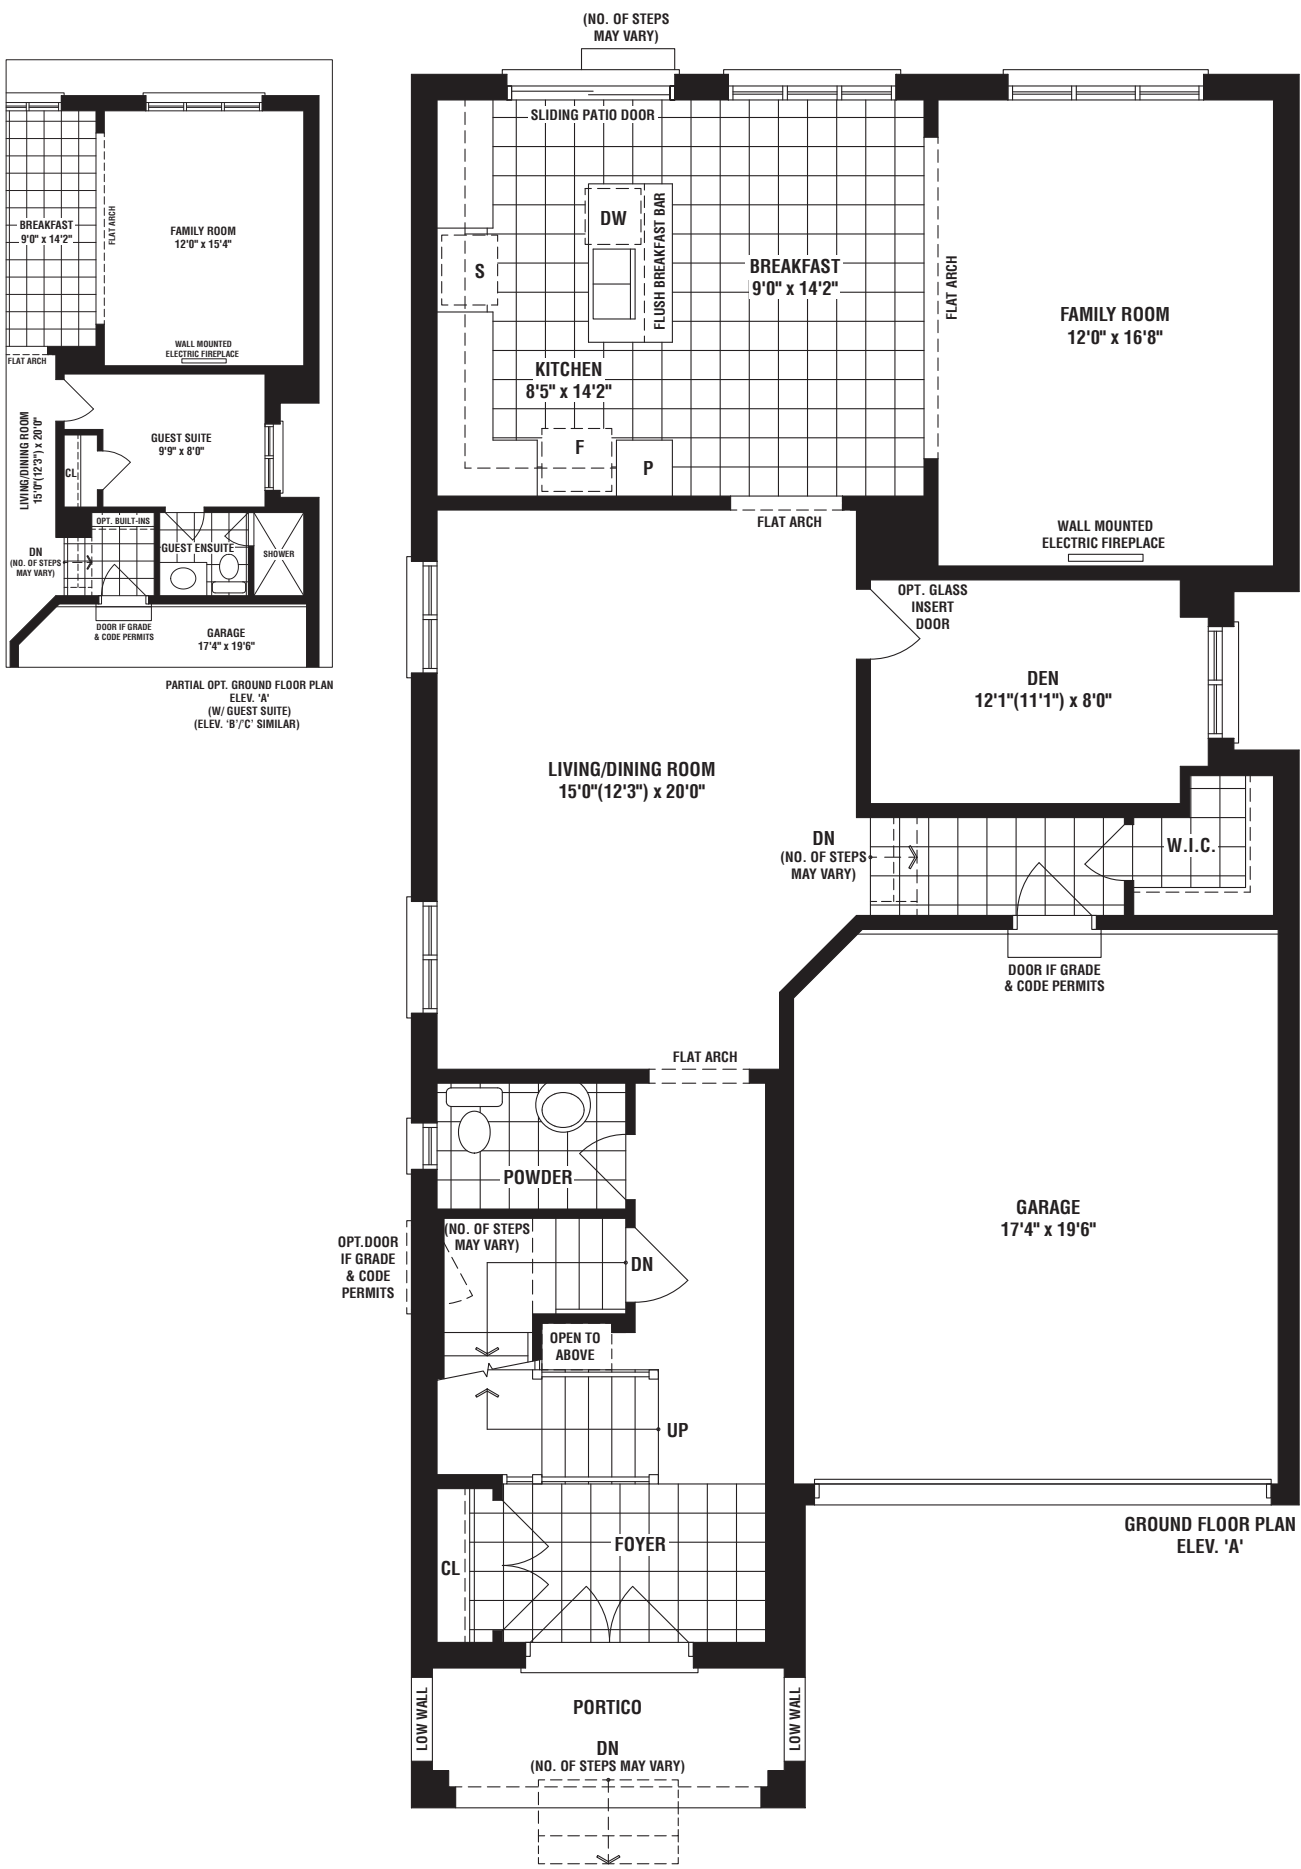 (NO. OF STEPS
MAY VARY)
SLIDING PATIO DOOR
DW
FLUSH BREAKFAST BAR
S
BREAKFAST
9'0" x 14'2"
FLAT ARCH
FAMILY ROOM
12'0" x 16'8"
KITCHEN
8'5" x 14'2"
F
P
FLAT ARCH
WALL MOUNTED
ELECTRIC FIREPLACE
OPT. GLASS
INSERT
DOOR
DEN
12'1"(11'1") x 8'0"
LIVING/DINING ROOM
15'0"(12'3") x 20'0"
DN
(NO. OF STEPS
MAY VARY)
W.I.C.
DOOR IF GRADE
& CODE PERMITS
FLAT ARCH
POWDER
GARAGE
17'4" x 19'6"
(NO. OF STEPS
MAY VARY)
OPT.DOOR
IF GRADE
& CODE
PERMITS
DN
OPEN TO
ABOVE
UP
FOYER
CL
GROUND FLOOR PLAN
ELEV. 'A'
LOW WALL
PORTICO
LOW WALL
DN
(NO. OF STEPS MAY VARY)
BREAKFAST
9'0" x 14'2"
FLAT ARCH
FAMILY ROOM
12'0" x 15'4"
WALL MOUNTED
ELECTRIC FIREPLACE
FLAT ARCH
LIVING/DINING ROOM
15'0"(12'3") x 20'0"
GUEST SUITE
9'9" x 8'0"
CL
OPT. BUILT-INS
GUEST ENSUITE
SHOWER
DN
(NO. OF STEPS
MAY VARY)
DOOR IF GRADE
& CODE PERMITS
GARAGE
17'4" x 19'6"
PARTIAL OPT. GROUND FLOOR PLAN
ELEV. 'A'
(W/ GUEST SUITE)
(ELEV. 'B'/'C' SIMILAR)